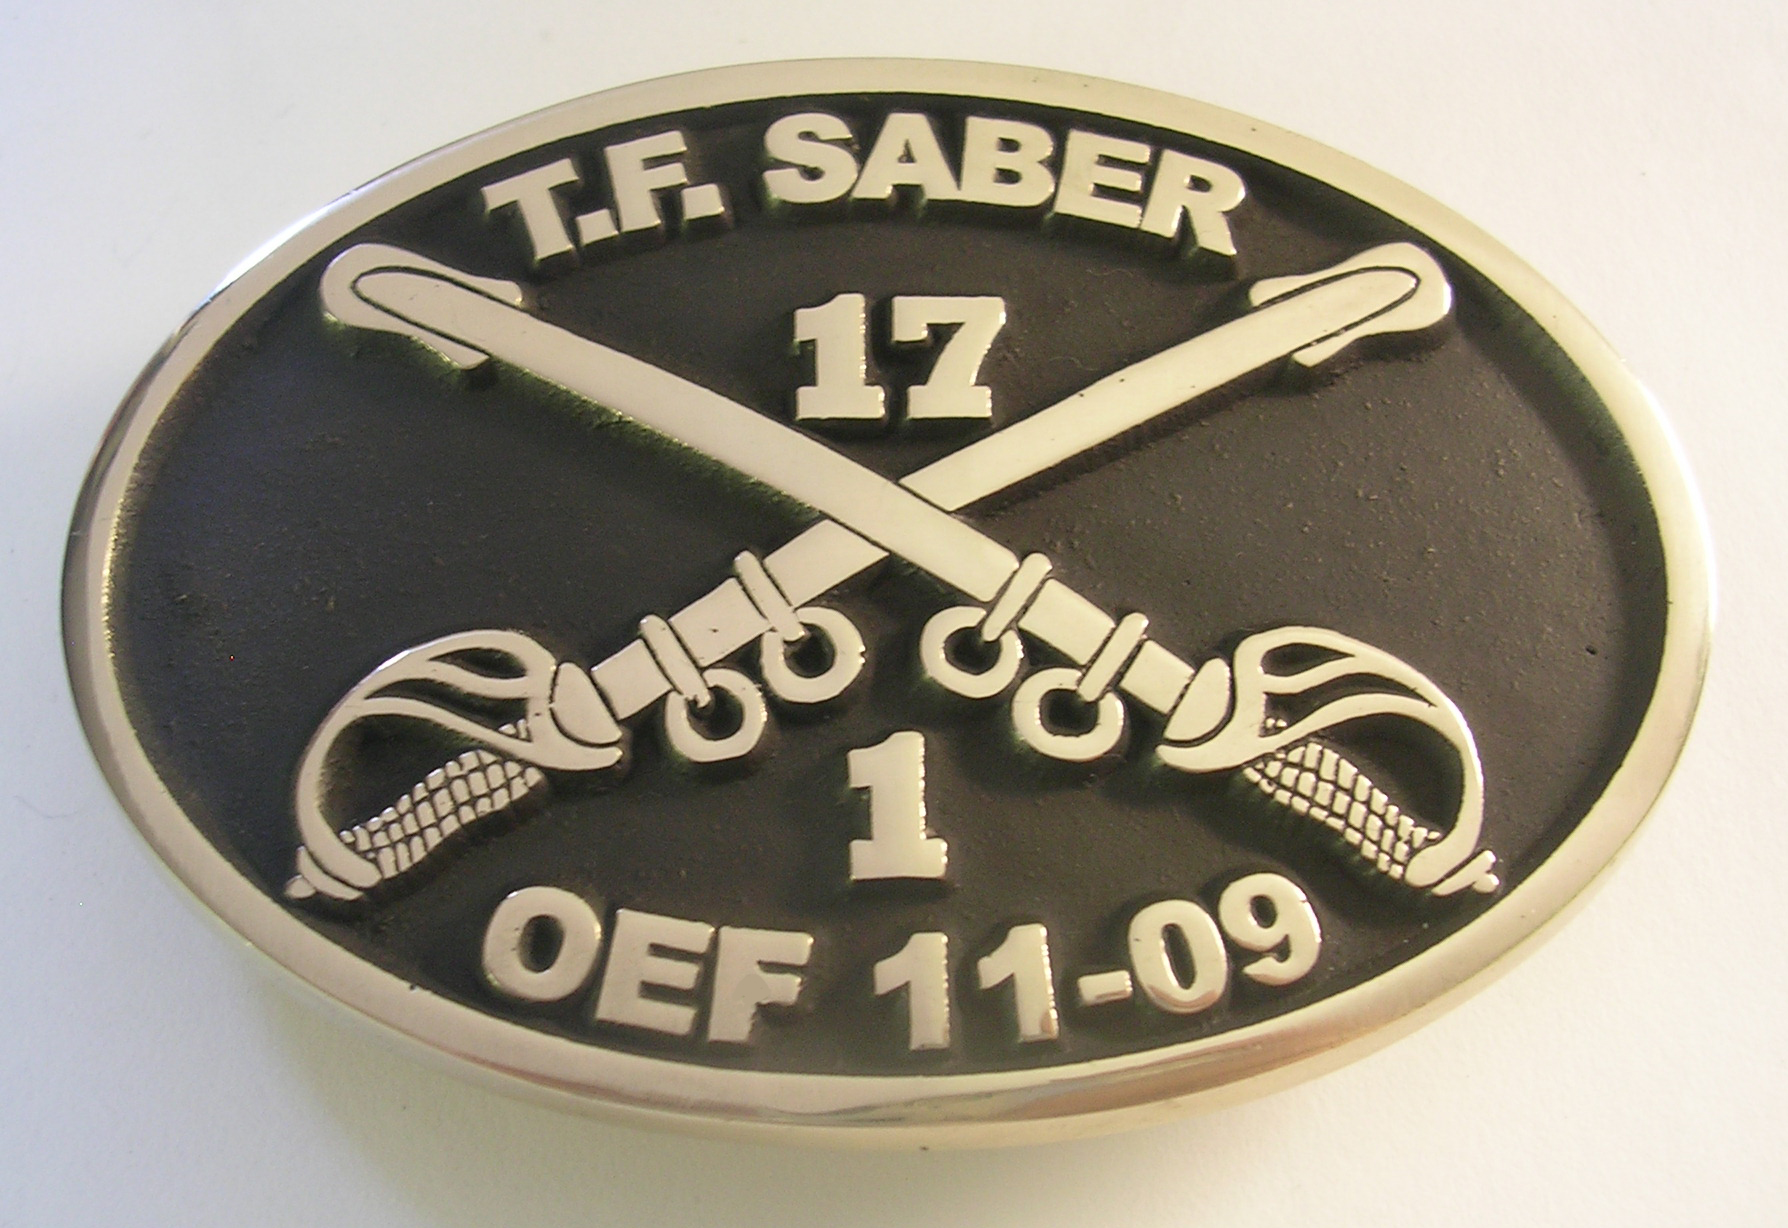 T.F. SABER
17
1
OEF 11-09